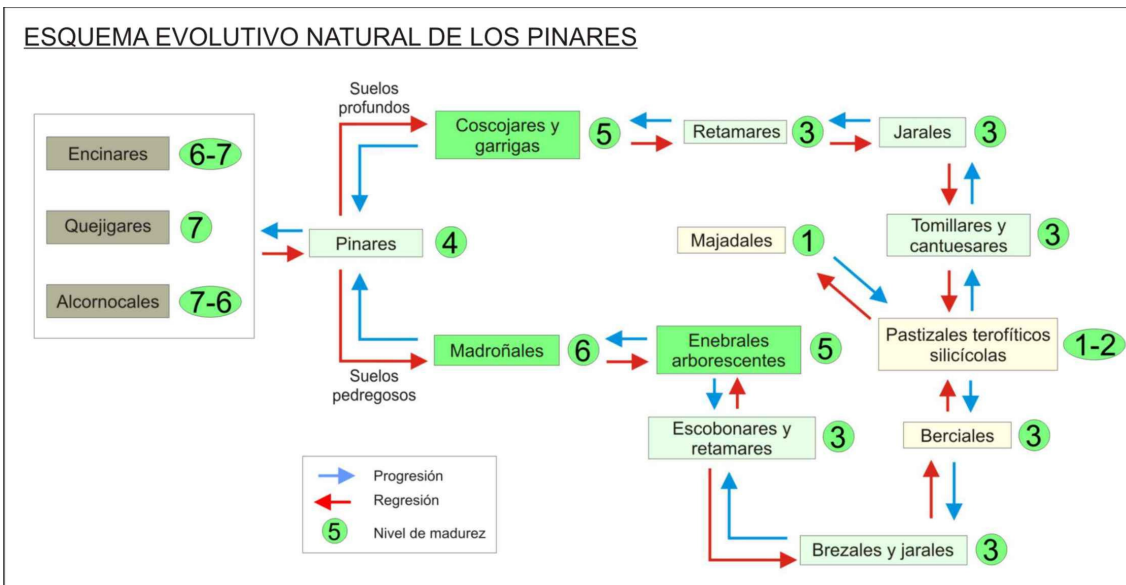 ESQUEMA EVOLUTIVO NATURAL DE LOS PINARES
Suelos
profundos
Encinares
6-7
Quejigares
7
Alcornocales
7-6
Pinares
4
Coscojares y
garrigas
5
Retamares
3
Jarales
3
Majadales
1
Tomillares y
cantuesares
3
Suelos
pedregosos
Madroñales
6
Enebrales
arborescentes
5
Pastizales terofíticos
silicícolas
1-2
Escobonares y
retamares
3
Berciales
3
Brezales y jarales
3
Progresión
Regresión
5
Nivel de madurez